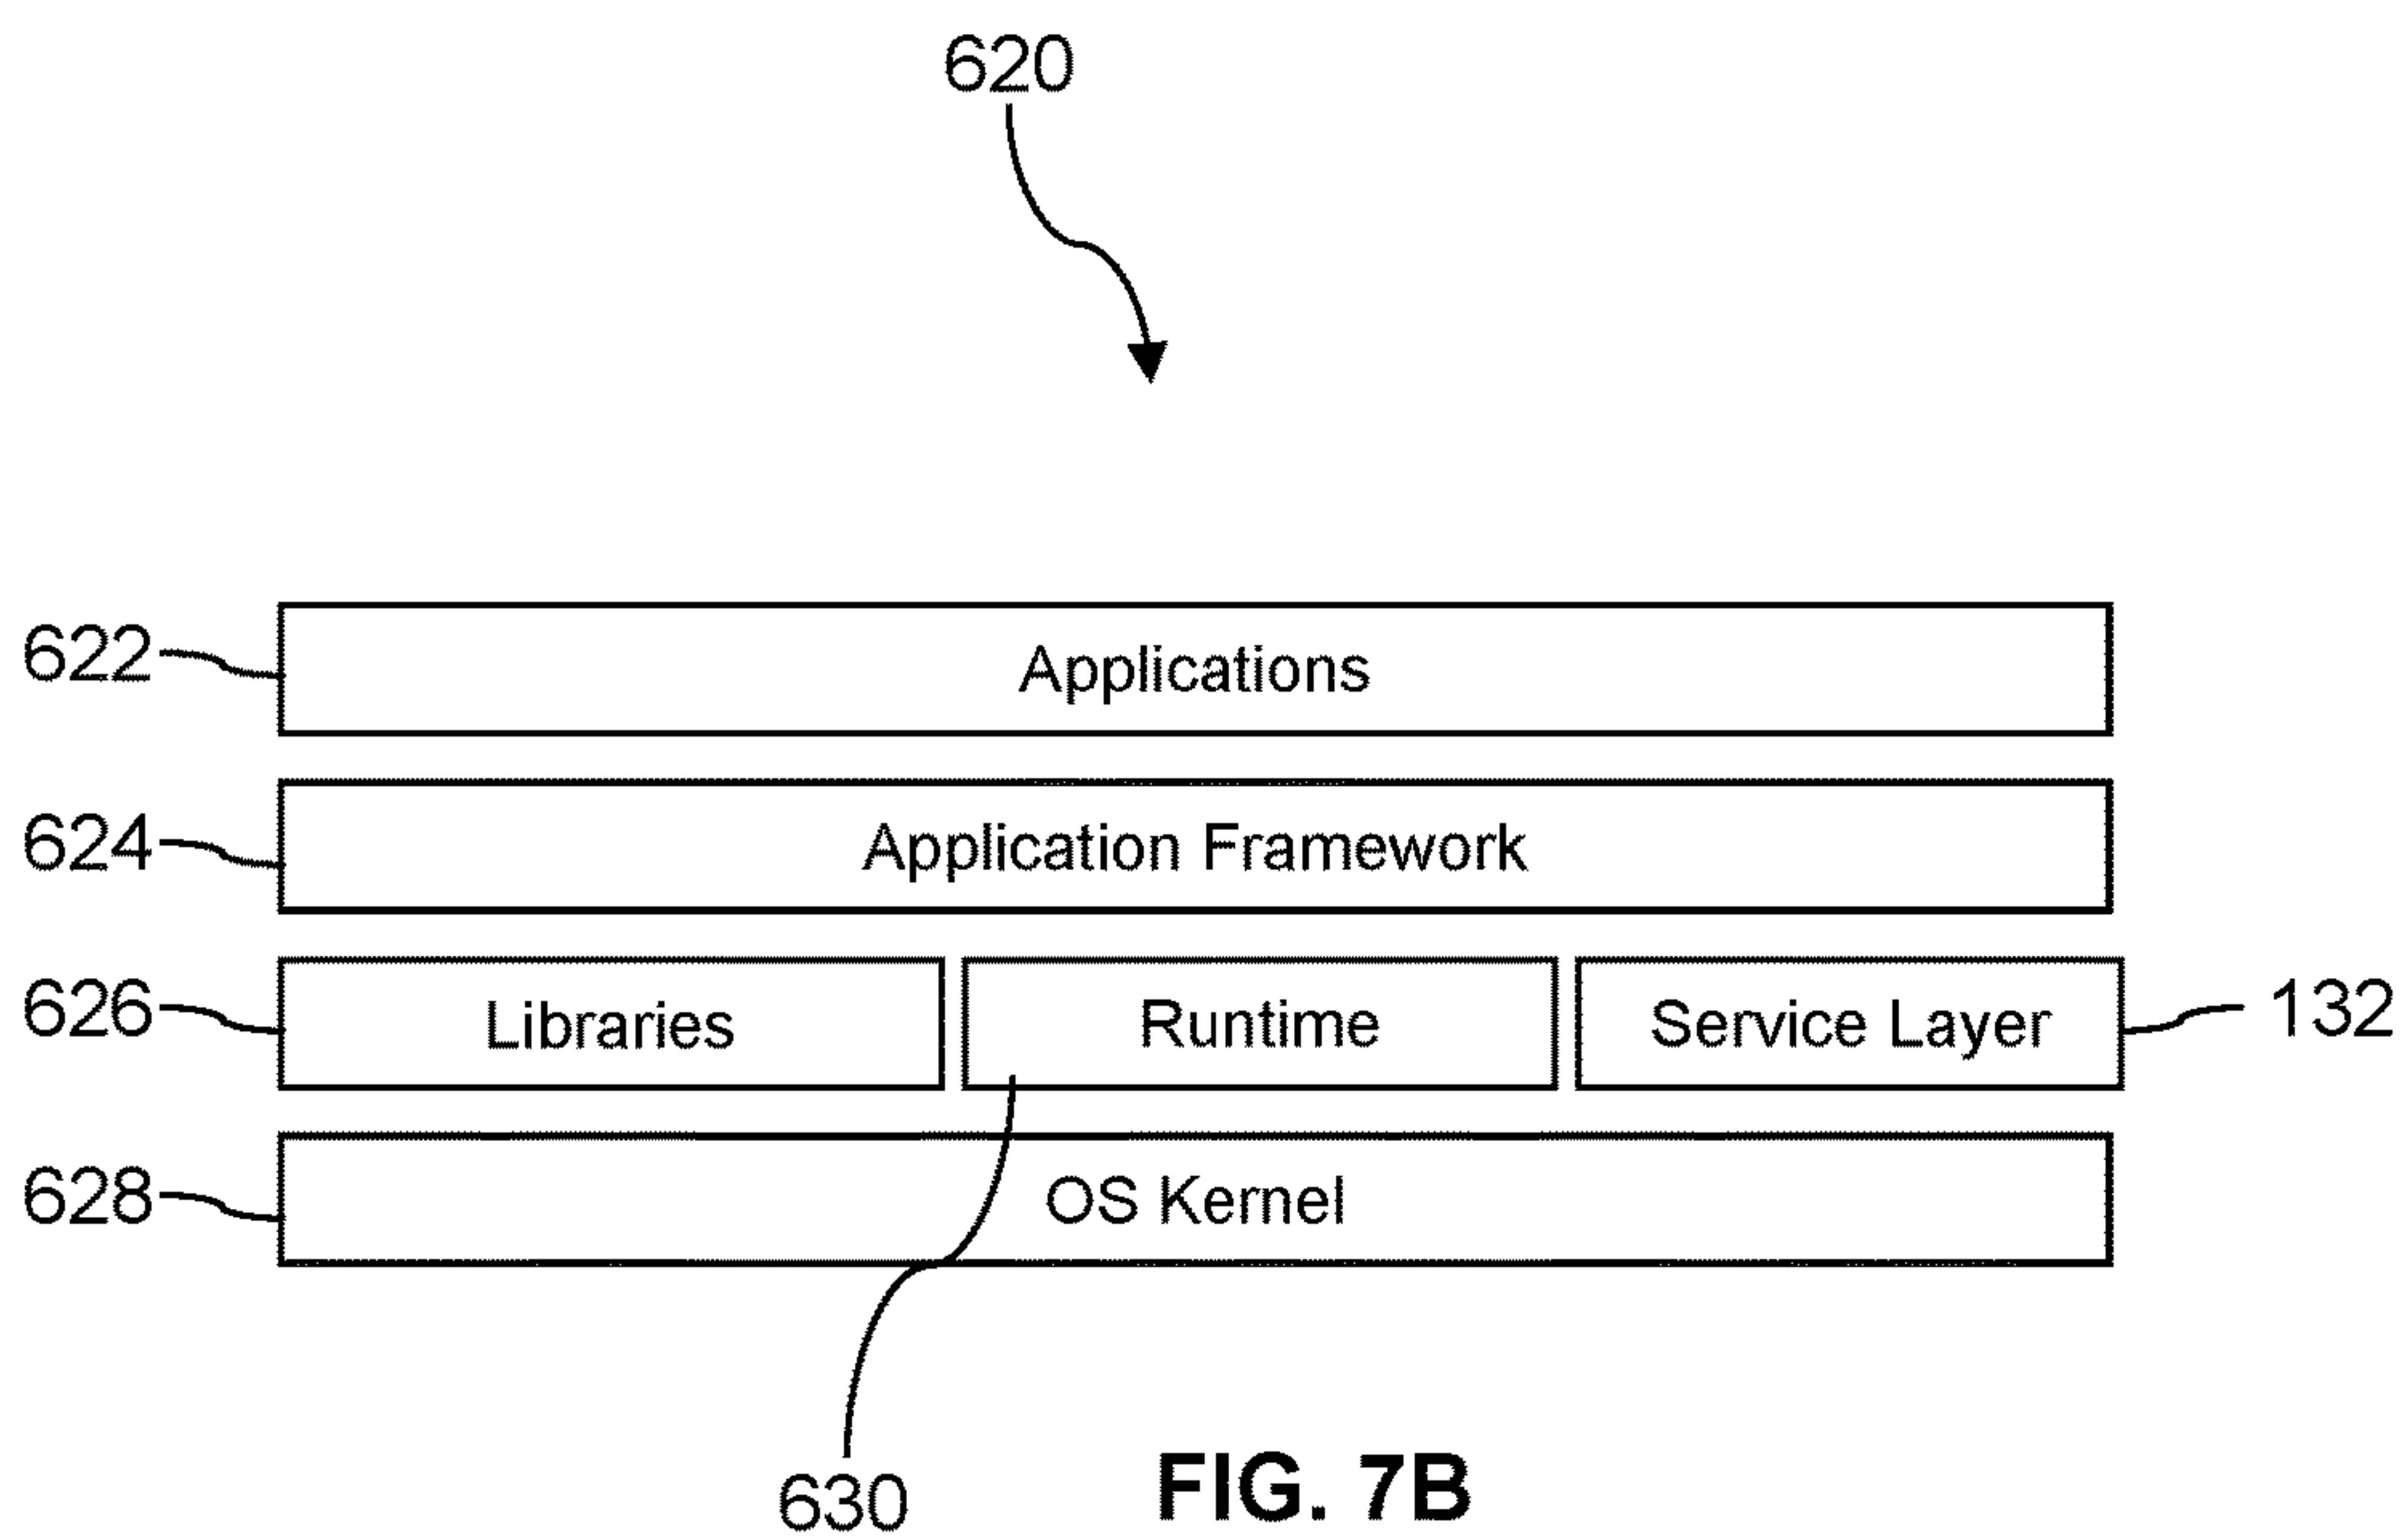 620
622 Applications
624 Application Framework
626 Libraries Runtime Service Layer 132
628 OS Kernel
630 FIG. 7B